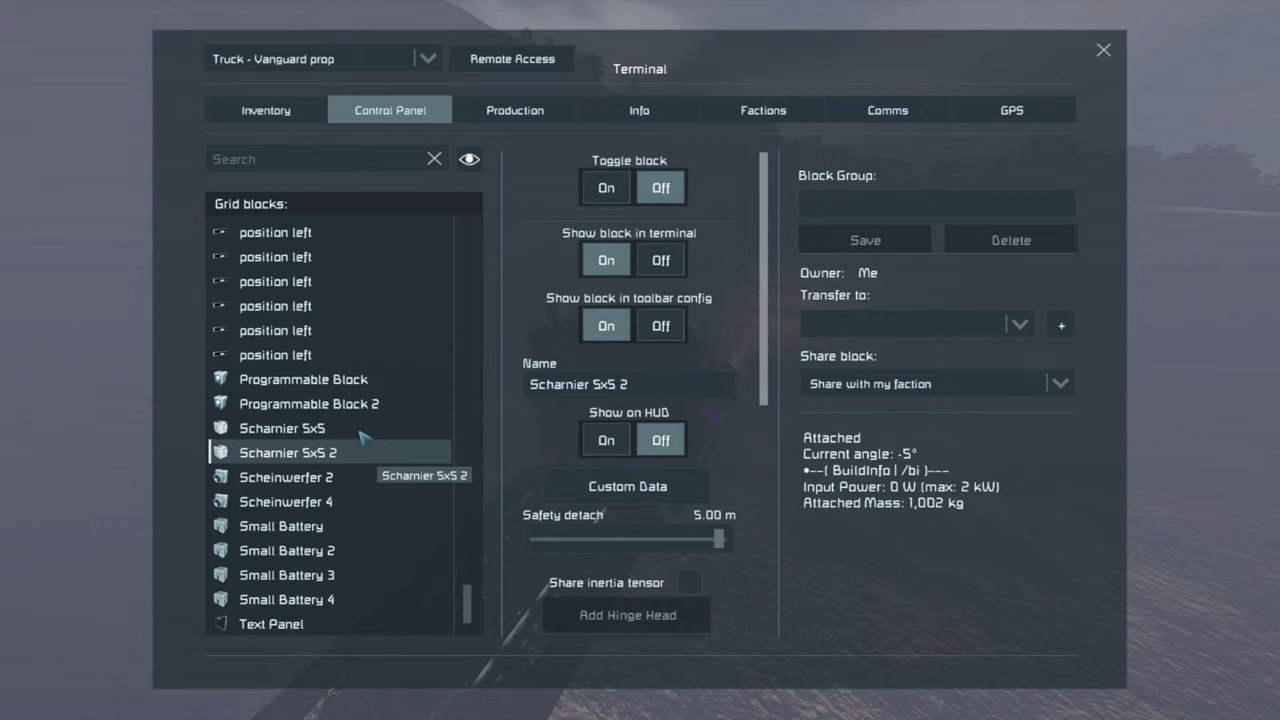 Truck - Vanguard prop
Remote Access
Terminal
Inventory
Control Panel
Production
Info
Factions
Comms
GPS
Search
Grid blocks:
position left
position left
position left
position left
position left
position left
Programmable Block
Programmable Block 2
Scharnier 5x5
Scharnier 5x5 2
Scheinwerfer 2
Scharnier 5x5 2
Scheinwerfer 4
Small Battery
Small Battery 2
Small Battery 3
Small Battery 4
Text Panel
Toggle block
On Off
Show block in terminal
On Off
Show block in toolbar config
On Off
Name
Scharnier 5x5 2
Show on HUD
On Off
Custom Data
Safety detach 5.00 m
Share inertia tensor
Add Hinge Head
Block Group:
Save Delete
Owner: Me
Transfer to:
+
Share block:
Share with my faction
Attached
Current angle: -5°
•--( BuildInfo | /bi )---
Input Power: 0 W (max: 2 kW)
Attached Mass: 1,002 kg